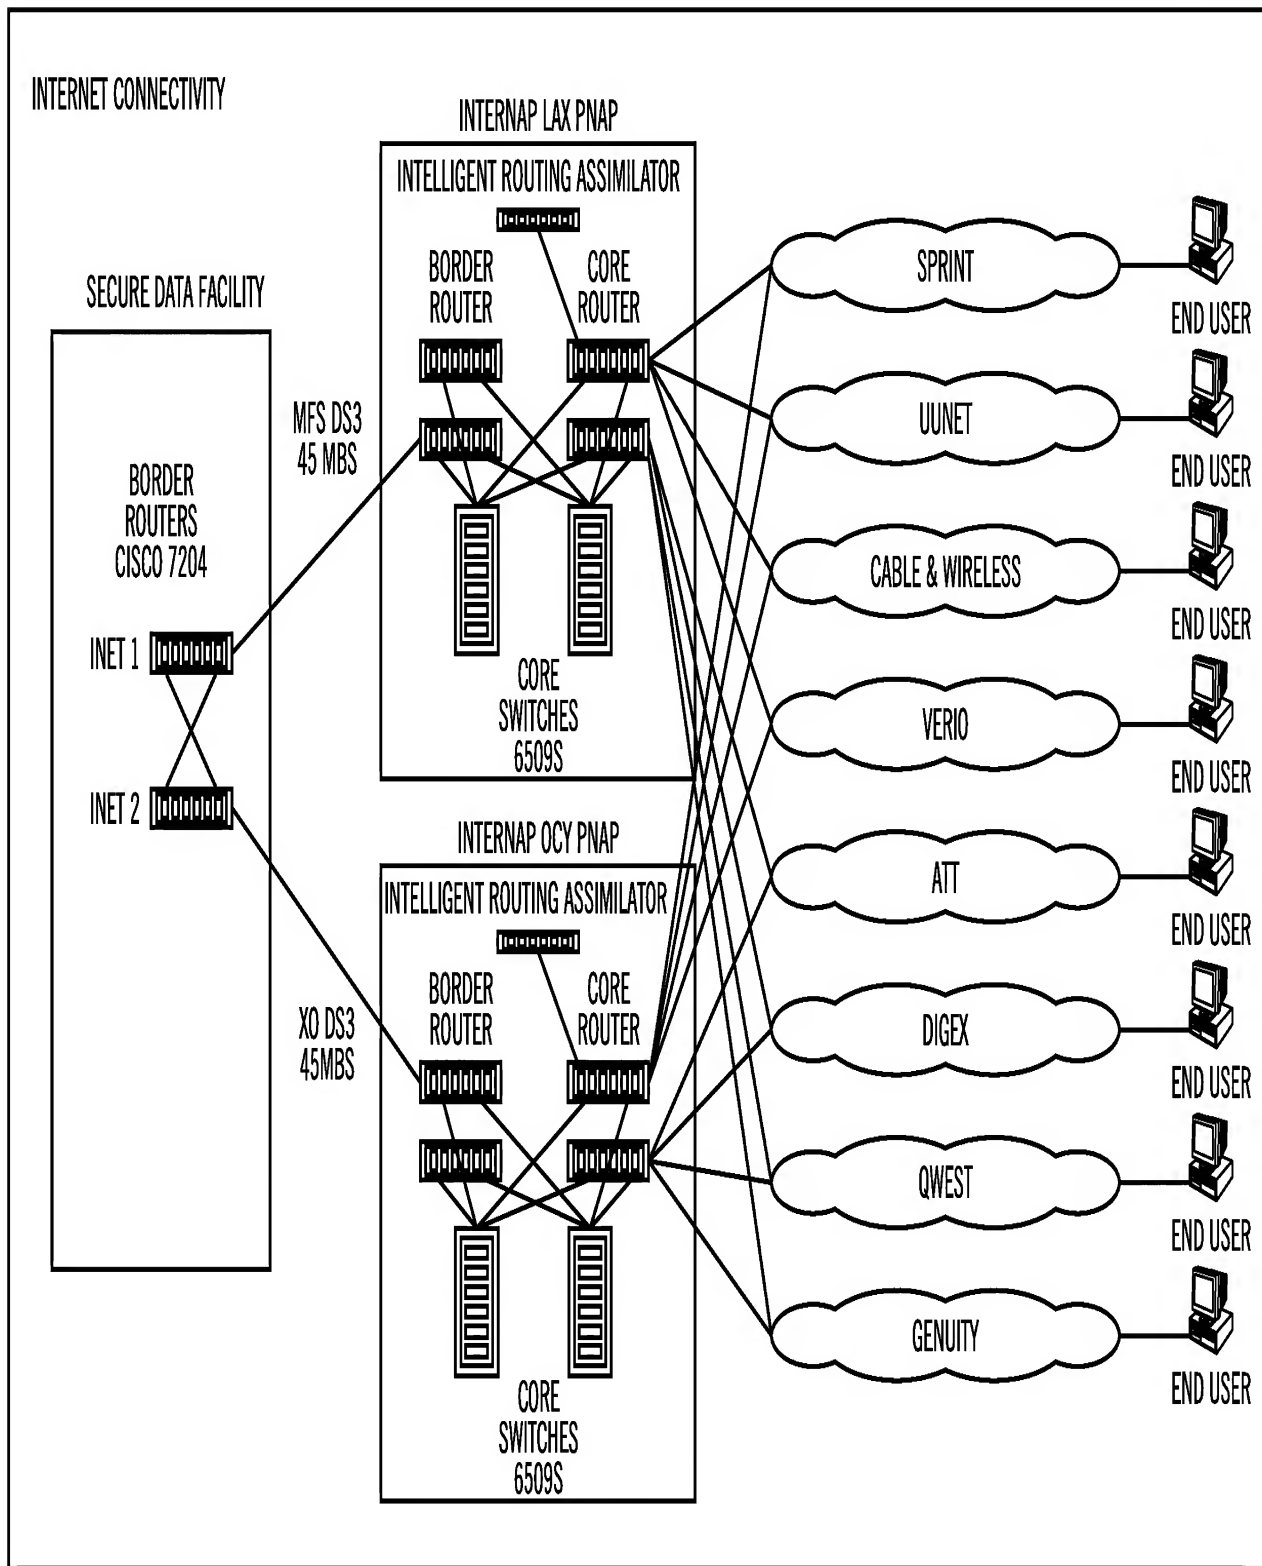 INTERNET CONNECTIVITY
SECURE DATA FACILITY
BORDER
ROUTERS
CISCO 7204
INET 1
INET 2
MFS DS3
45 MBS
XO DS3
45MBS
INTERNAP LAX PNAP
INTELLIGENT ROUTING ASSIMILATOR
BORDER
ROUTER
CORE
ROUTER
CORE
SWITCHES
6509S
INTERNAP OCY PNAP
INTELLIGENT ROUTING ASSIMILATOR
BORDER
ROUTER
CORE
ROUTER
CORE
SWITCHES
6509S
SPRINT
END USER
UUNET
END USER
CABLE & WIRELESS
END USER
VERIO
END USER
ATT
END USER
DIGEX
END USER
QWEST
END USER
GENUITY
END USER